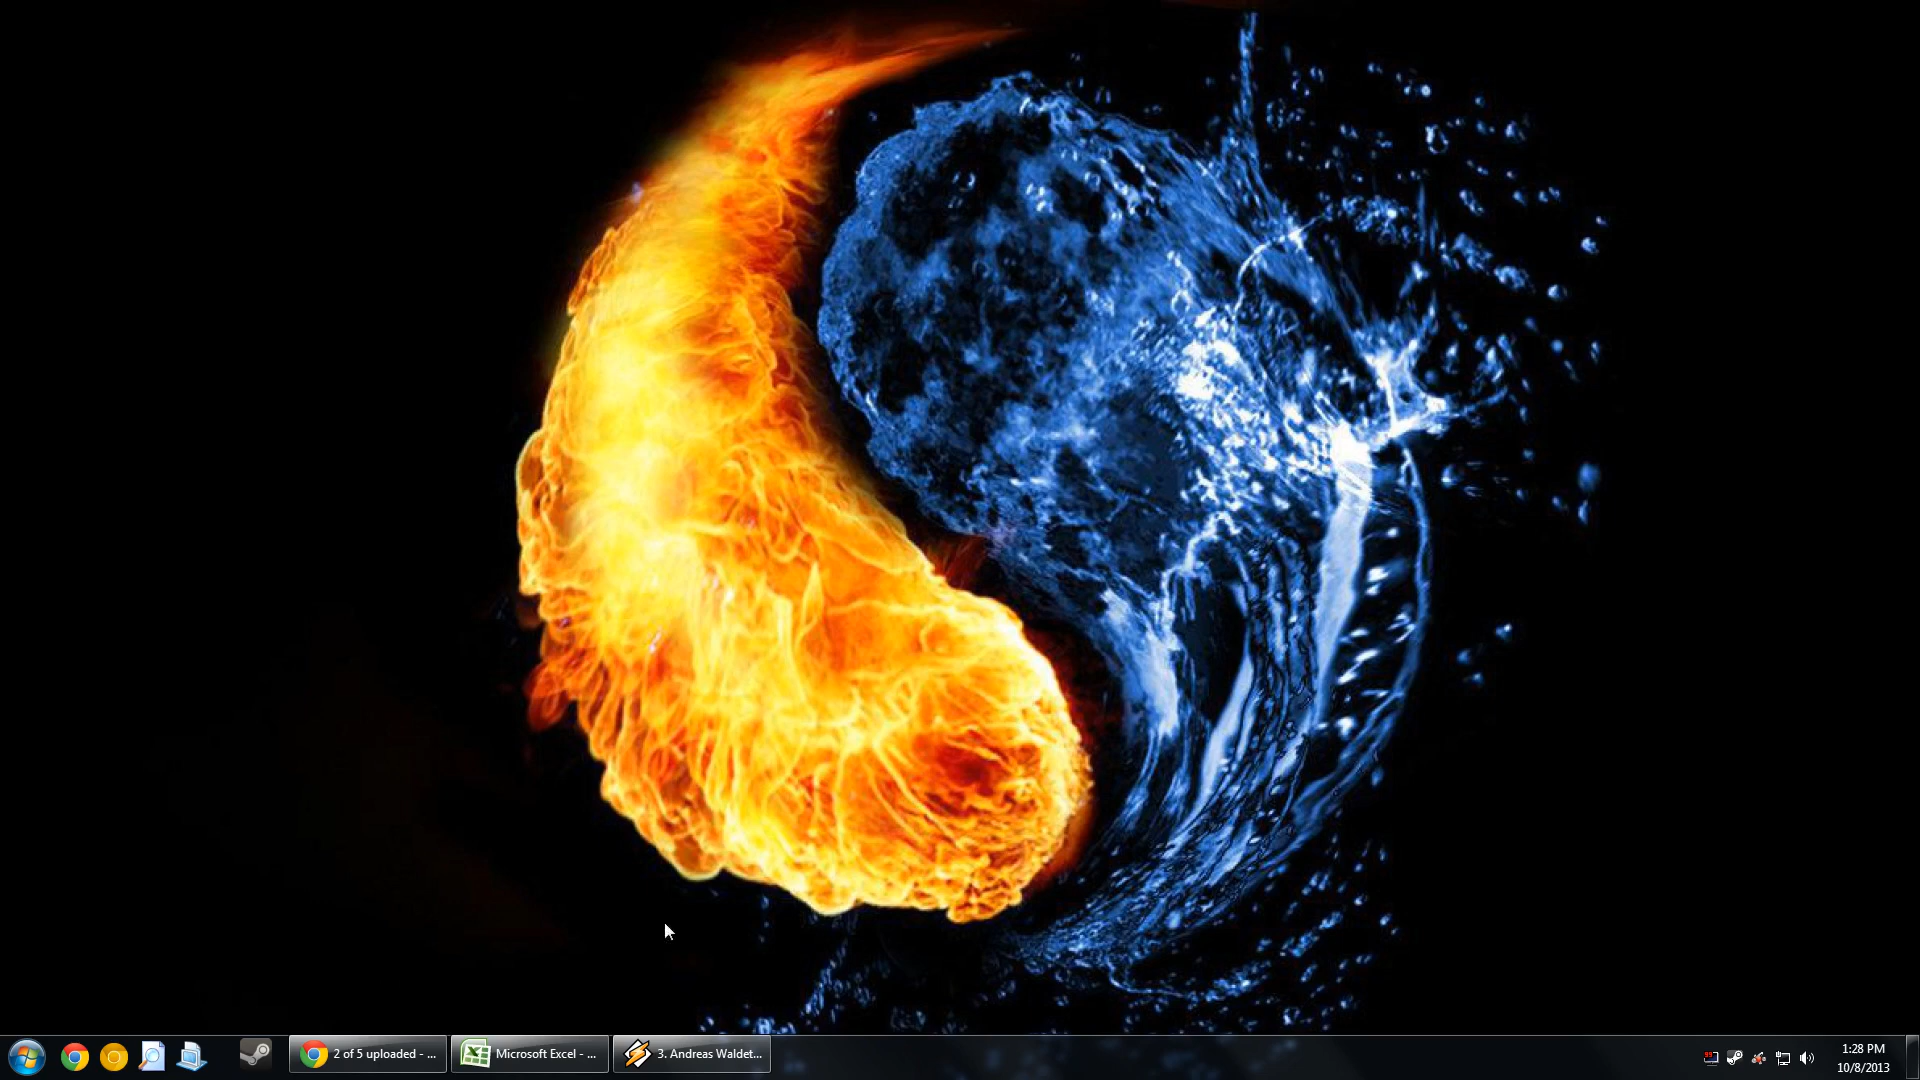 2 of 5 uploaded - ...
Microsoft Excel - ...
3. Andreas Waldet...
1:28 PM
10/8/2013